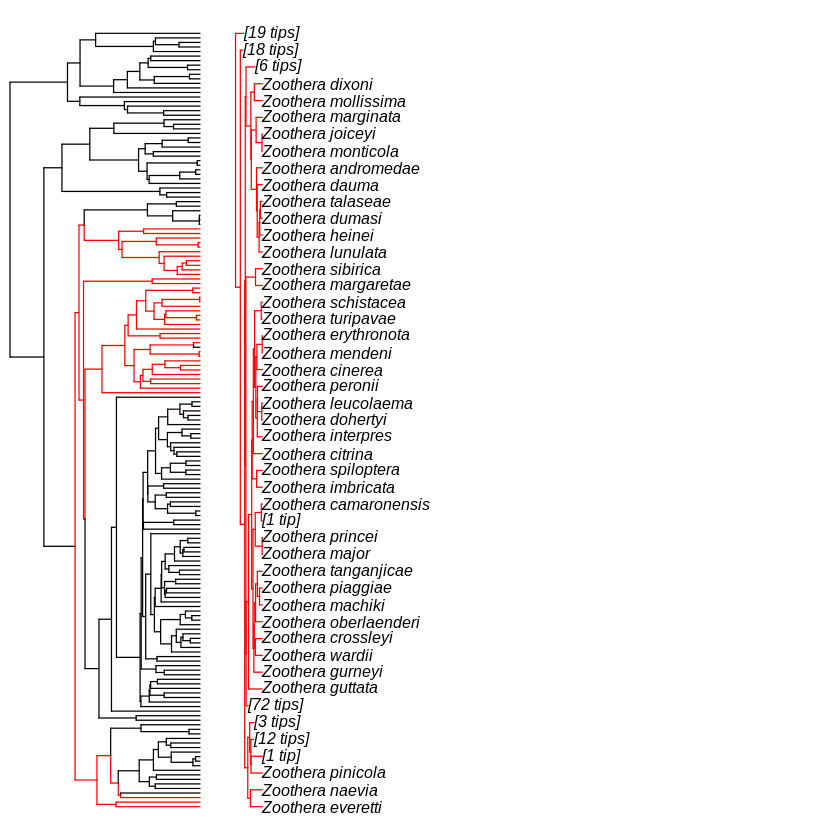 [19 tips]
[18 tips]
[6 tips]
Zoothera dixoni
Zoothera mollissima
Zoothera marginata
Zoothera joiceyi
Zoothera monticola
Zoothera andromedae
Zoothera dauma
Zoothera talaseae
Zoothera dumasi
Zoothera heinei
Zoothera lunulata
Zoothera sibirica
Zoothera margaretae
Zoothera schistacea
Zoothera turipavae
Zoothera erythronota
Zoothera mendeni
Zoothera cinerea
Zoothera peronii
Zoothera leucolaema
Zoothera dohertyi
Zoothera interpres
Zoothera citrina
Zoothera spiloptera
Zoothera imbricata
Zoothera camaronensis
[1 tip]
Zoothera princei
Zoothera major
Zoothera tanganjicae
Zoothera piaggiae
Zoothera machiki
Zoothera oberlaenderi
Zoothera crossleyi
Zoothera wardii
Zoothera gurneyi
Zoothera guttata
[72 tips]
[3 tips]
[12 tips]
[1 tip]
Zoothera pinicola
Zoothera naevia
Zoothera everetti